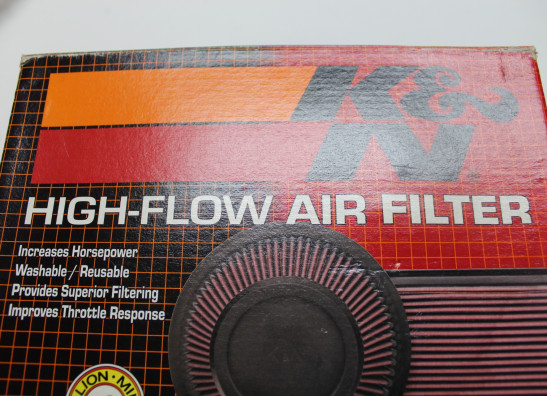 K&N®
HIGH-FLOW AIR FILTER
Increases Horsepower
Washable / Reusable
Provides Superior Filtering
Improves Throttle Response